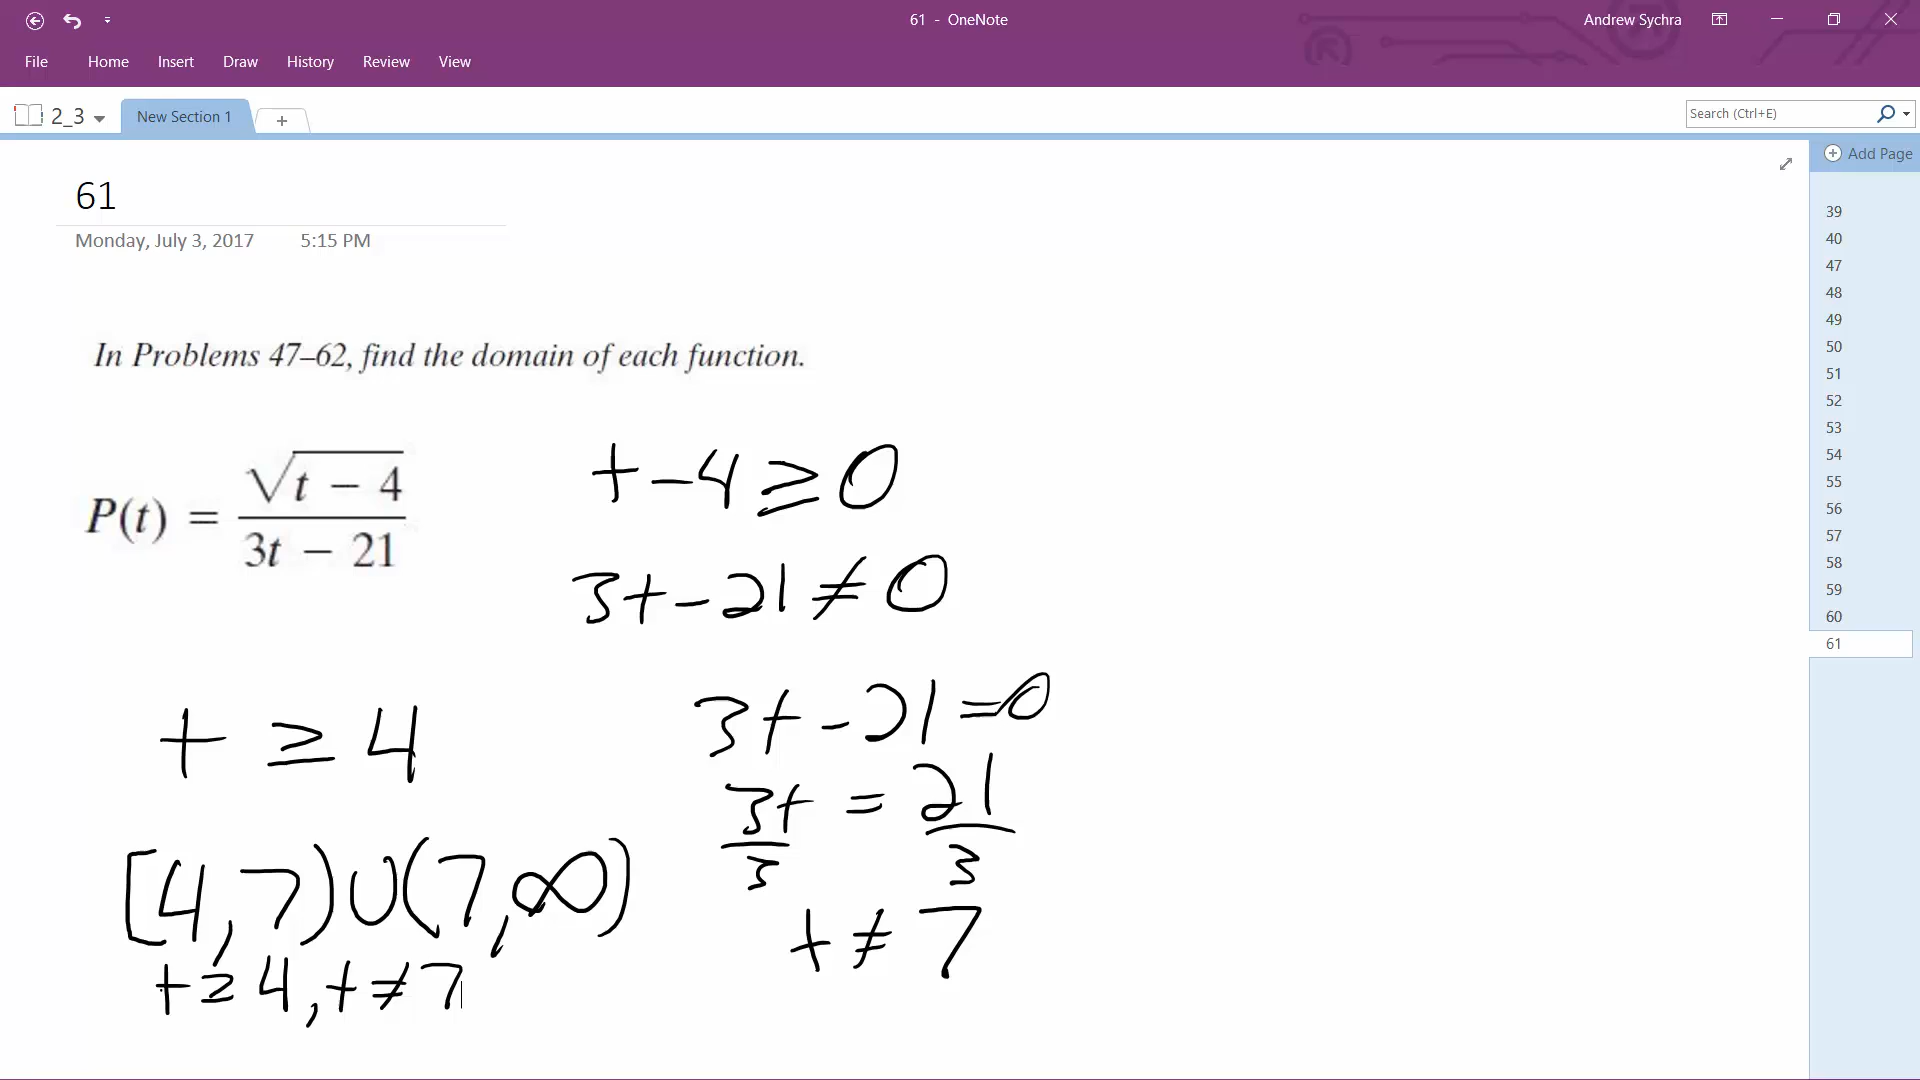 61 - OneNote
Andrew Sychra
File Home Insert Draw History Review View
2_3
New Section 1
+
Search (Ctrl+E)
Add Page
61
Monday, July 3, 2017 5:15 PM
In Problems 47–62, find the domain of each function.
P(t) = √(t − 4) / (3t − 21)
t - 4 ≥ 0
3t - 21 ≠ 0
t ≥ 4
3t - 21 = 0
3t/3 = 21/3
t ≠ 7
[4, 7) ∪ (7, ∞)
t ≥ 4, t ≠ 7
39
40
47
48
49
50
51
52
53
54
55
56
57
58
59
60
61